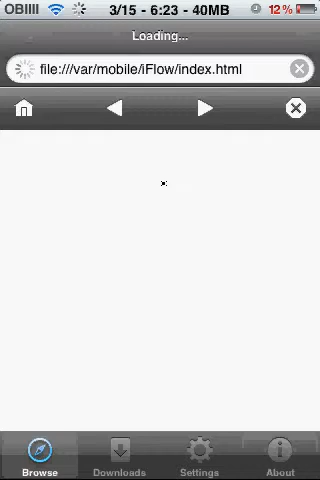 OBIIII 3/15 - 6:23 - 40MB 12%
Loading...
file:///var/mobile/iFlow/index.html
Browse Downloads Settings About